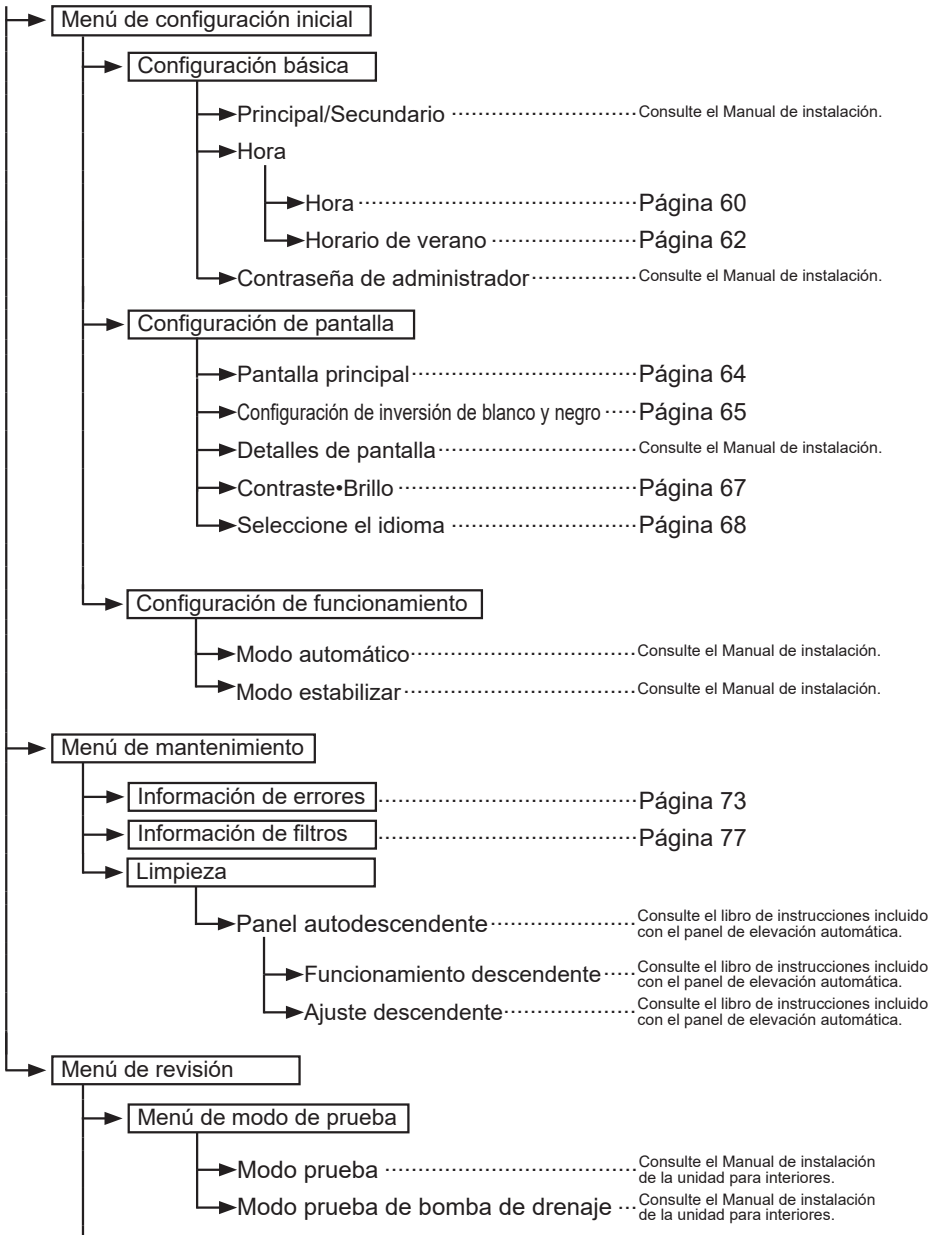 Menú de configuración inicial
Configuración básica
Principal/Secundario ································ Consulte el Manual de instalación.
Hora
Hora ················································ Página 60
Horario de verano ························· Página 62
Contraseña de administrador ·············· Consulte el Manual de instalación.
Configuración de pantalla
Pantalla principal ······························ Página 64
Configuración de inversión de blanco y negro ····· Página 65
Detalles de pantalla ··························· Consulte el Manual de instalación.
Contraste•Brillo ································· Página 67
Seleccione el idioma ························· Página 68
Configuración de funcionamiento
Modo automático ······························ Consulte el Manual de instalación.
Modo estabilizar ······························· Consulte el Manual de instalación.
Menú de mantenimiento
Información de errores ·································· Página 73
Información de filtros ·································· Página 77
Limpieza
Panel autodescendente ···················· Consulte el libro de instrucciones incluido
con el panel de elevación automática.
Funcionamiento descendente ····· Consulte el libro de instrucciones incluido
con el panel de elevación automática.
Ajuste descendente ·················· Consulte el libro de instrucciones incluido
con el panel de elevación automática.
Menú de revisión
Menú de modo de prueba
Modo prueba ·································· Consulte el Manual de instalación
de la unidad para interiores.
Modo prueba de bomba de drenaje ··· Consulte el Manual de instalación
de la unidad para interiores.